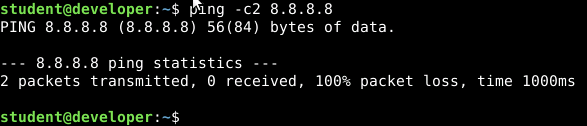 student@developer:~$ ping -c2 8.8.8.8
PING 8.8.8.8 (8.8.8.8) 56(84) bytes of data.
--- 8.8.8.8 ping statistics ---
2 packets transmitted, 0 received, 100% packet loss, time 1000ms
student@developer:~$